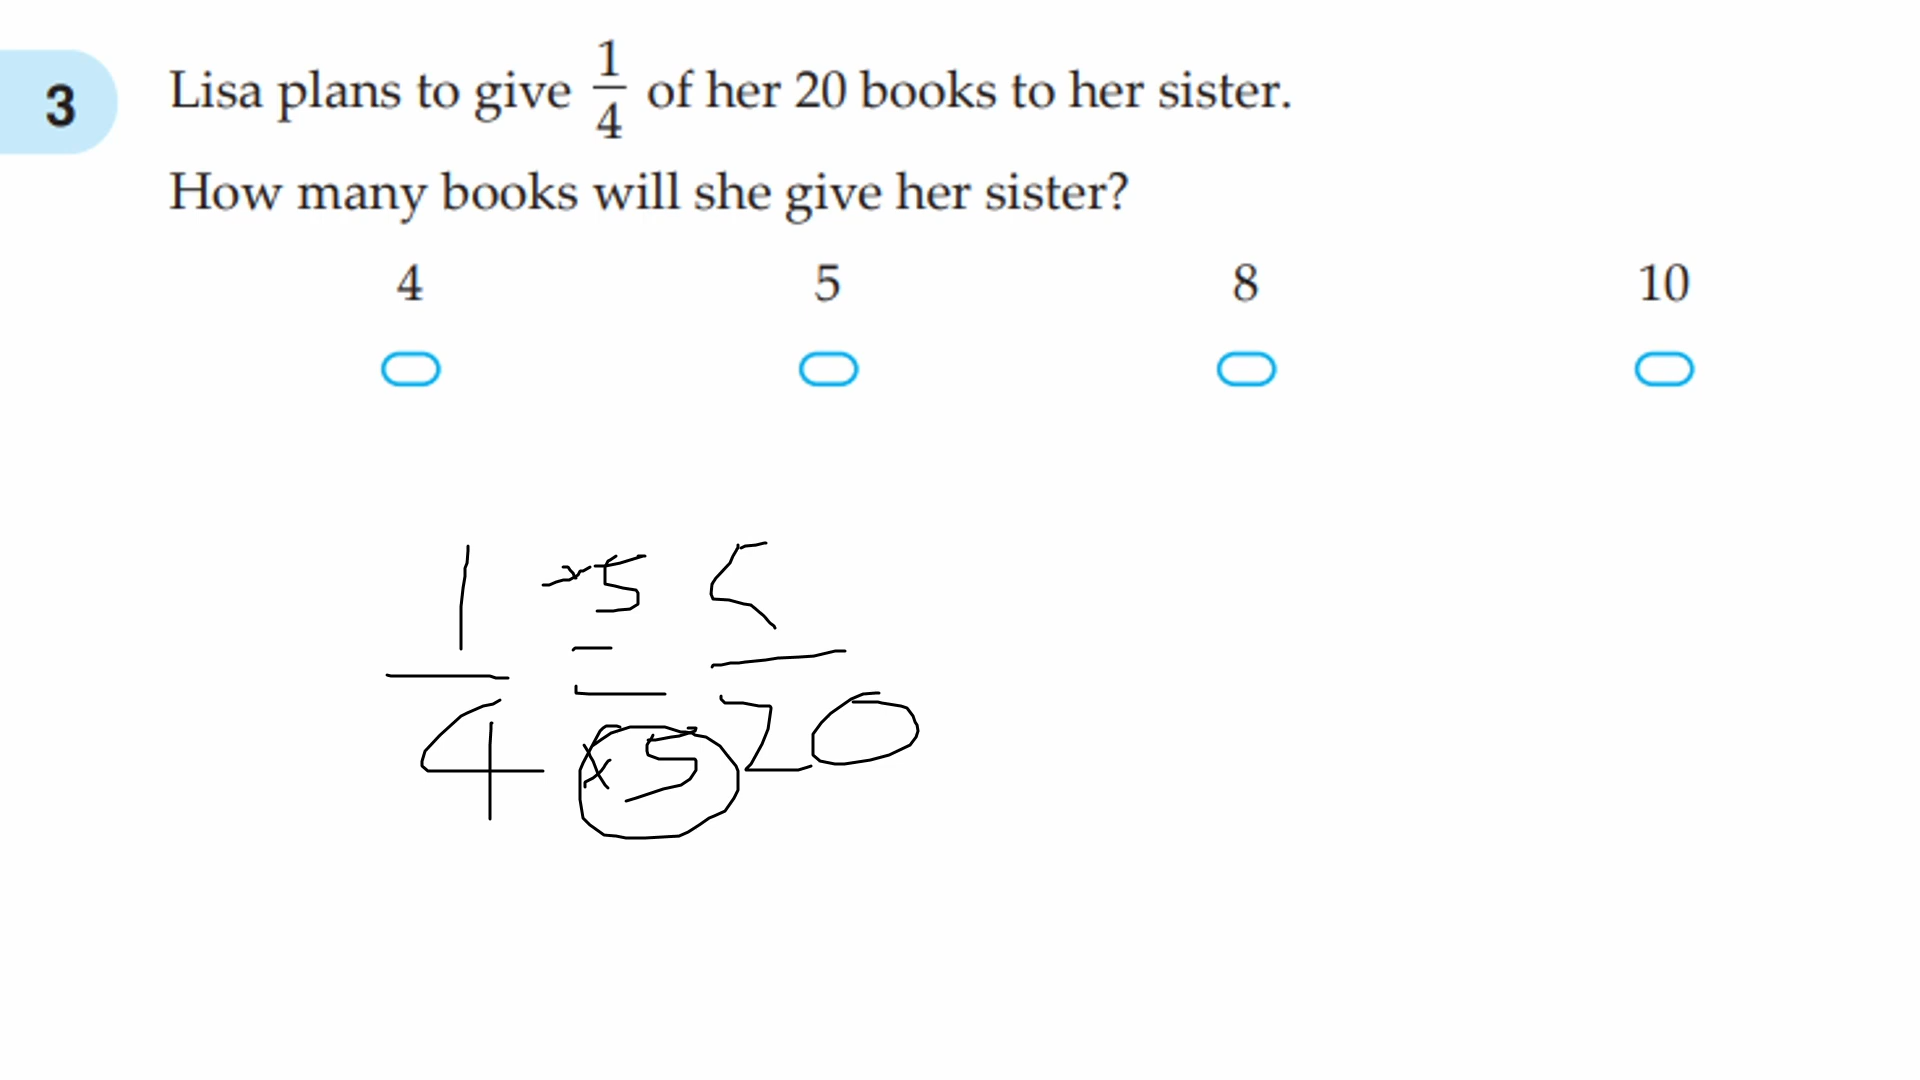 3
Lisa plans to give 1/4 of her 20 books to her sister.
How many books will she give her sister?
4 5 8 10
1 ×5 5
— = —
4 ×5 20